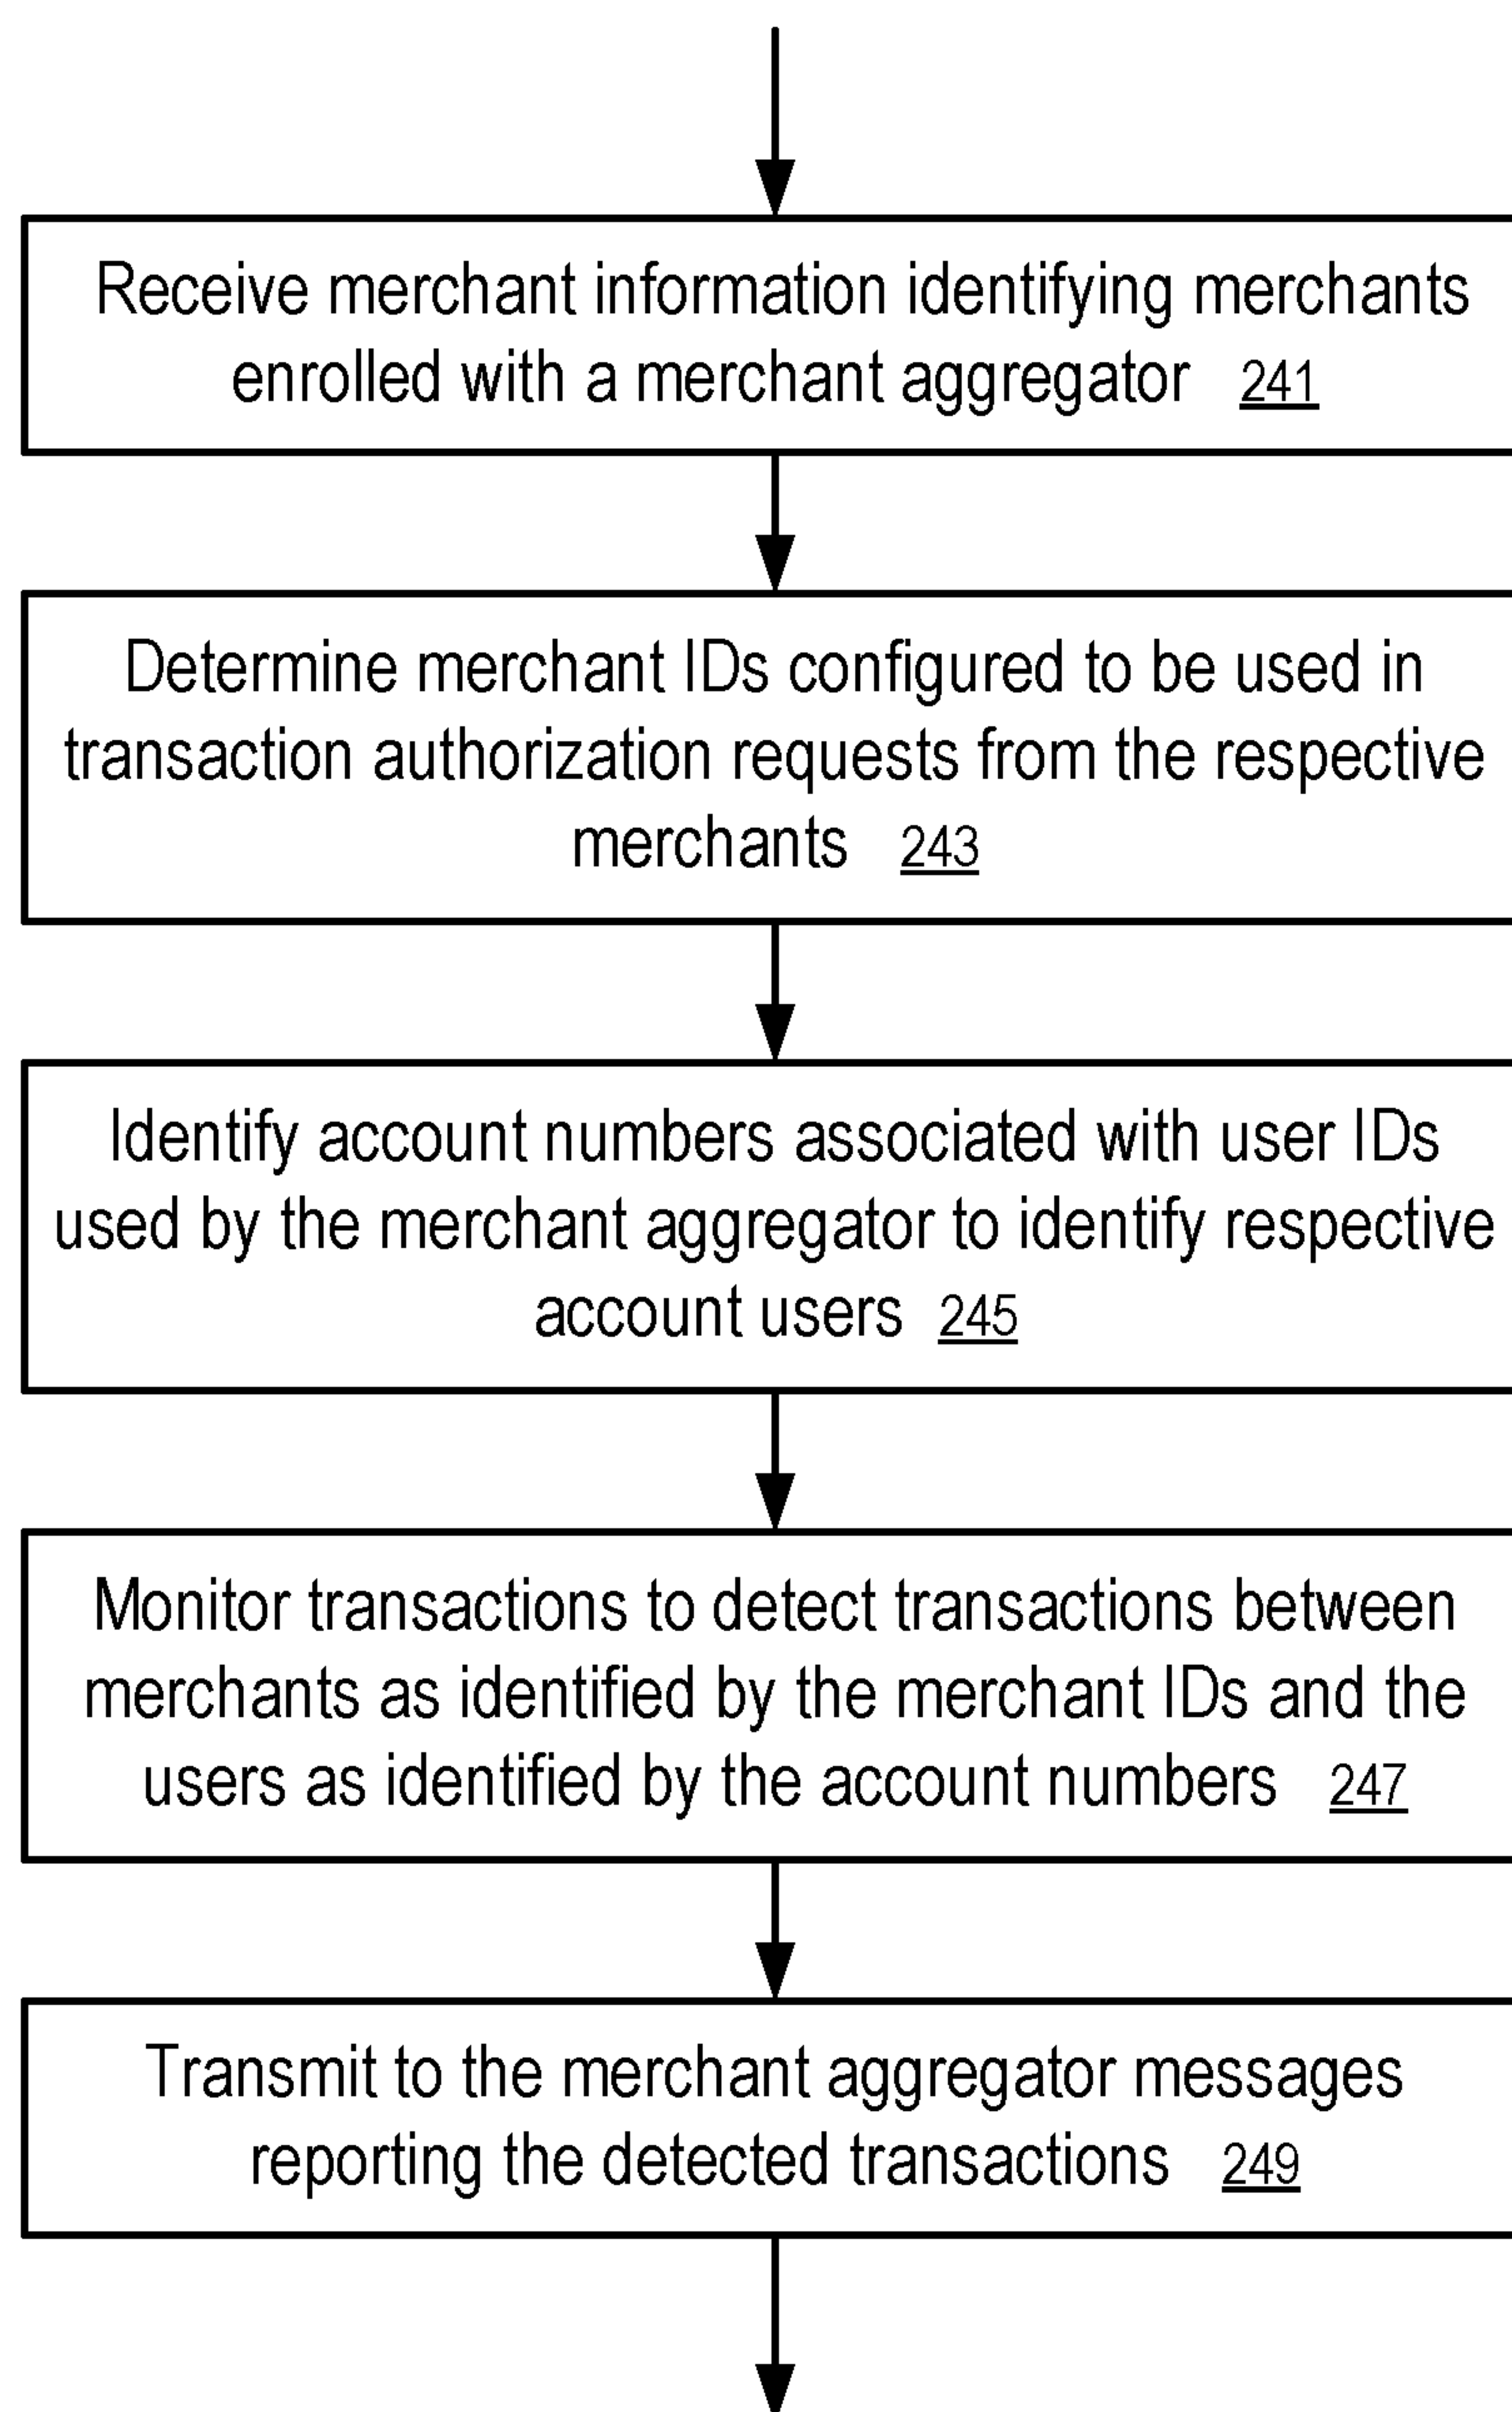 Receive merchant information identifying merchants
enrolled with a merchant aggregator 241
Determine merchant IDs configured to be used in
transaction authorization requests from the respective
merchants 243
Identify account numbers associated with user IDs
used by the merchant aggregator to identify respective
account users 245
Monitor transactions to detect transactions between
merchants as identified by the merchant IDs and the
users as identified by the account numbers 247
Transmit to the merchant aggregator messages
reporting the detected transactions 249